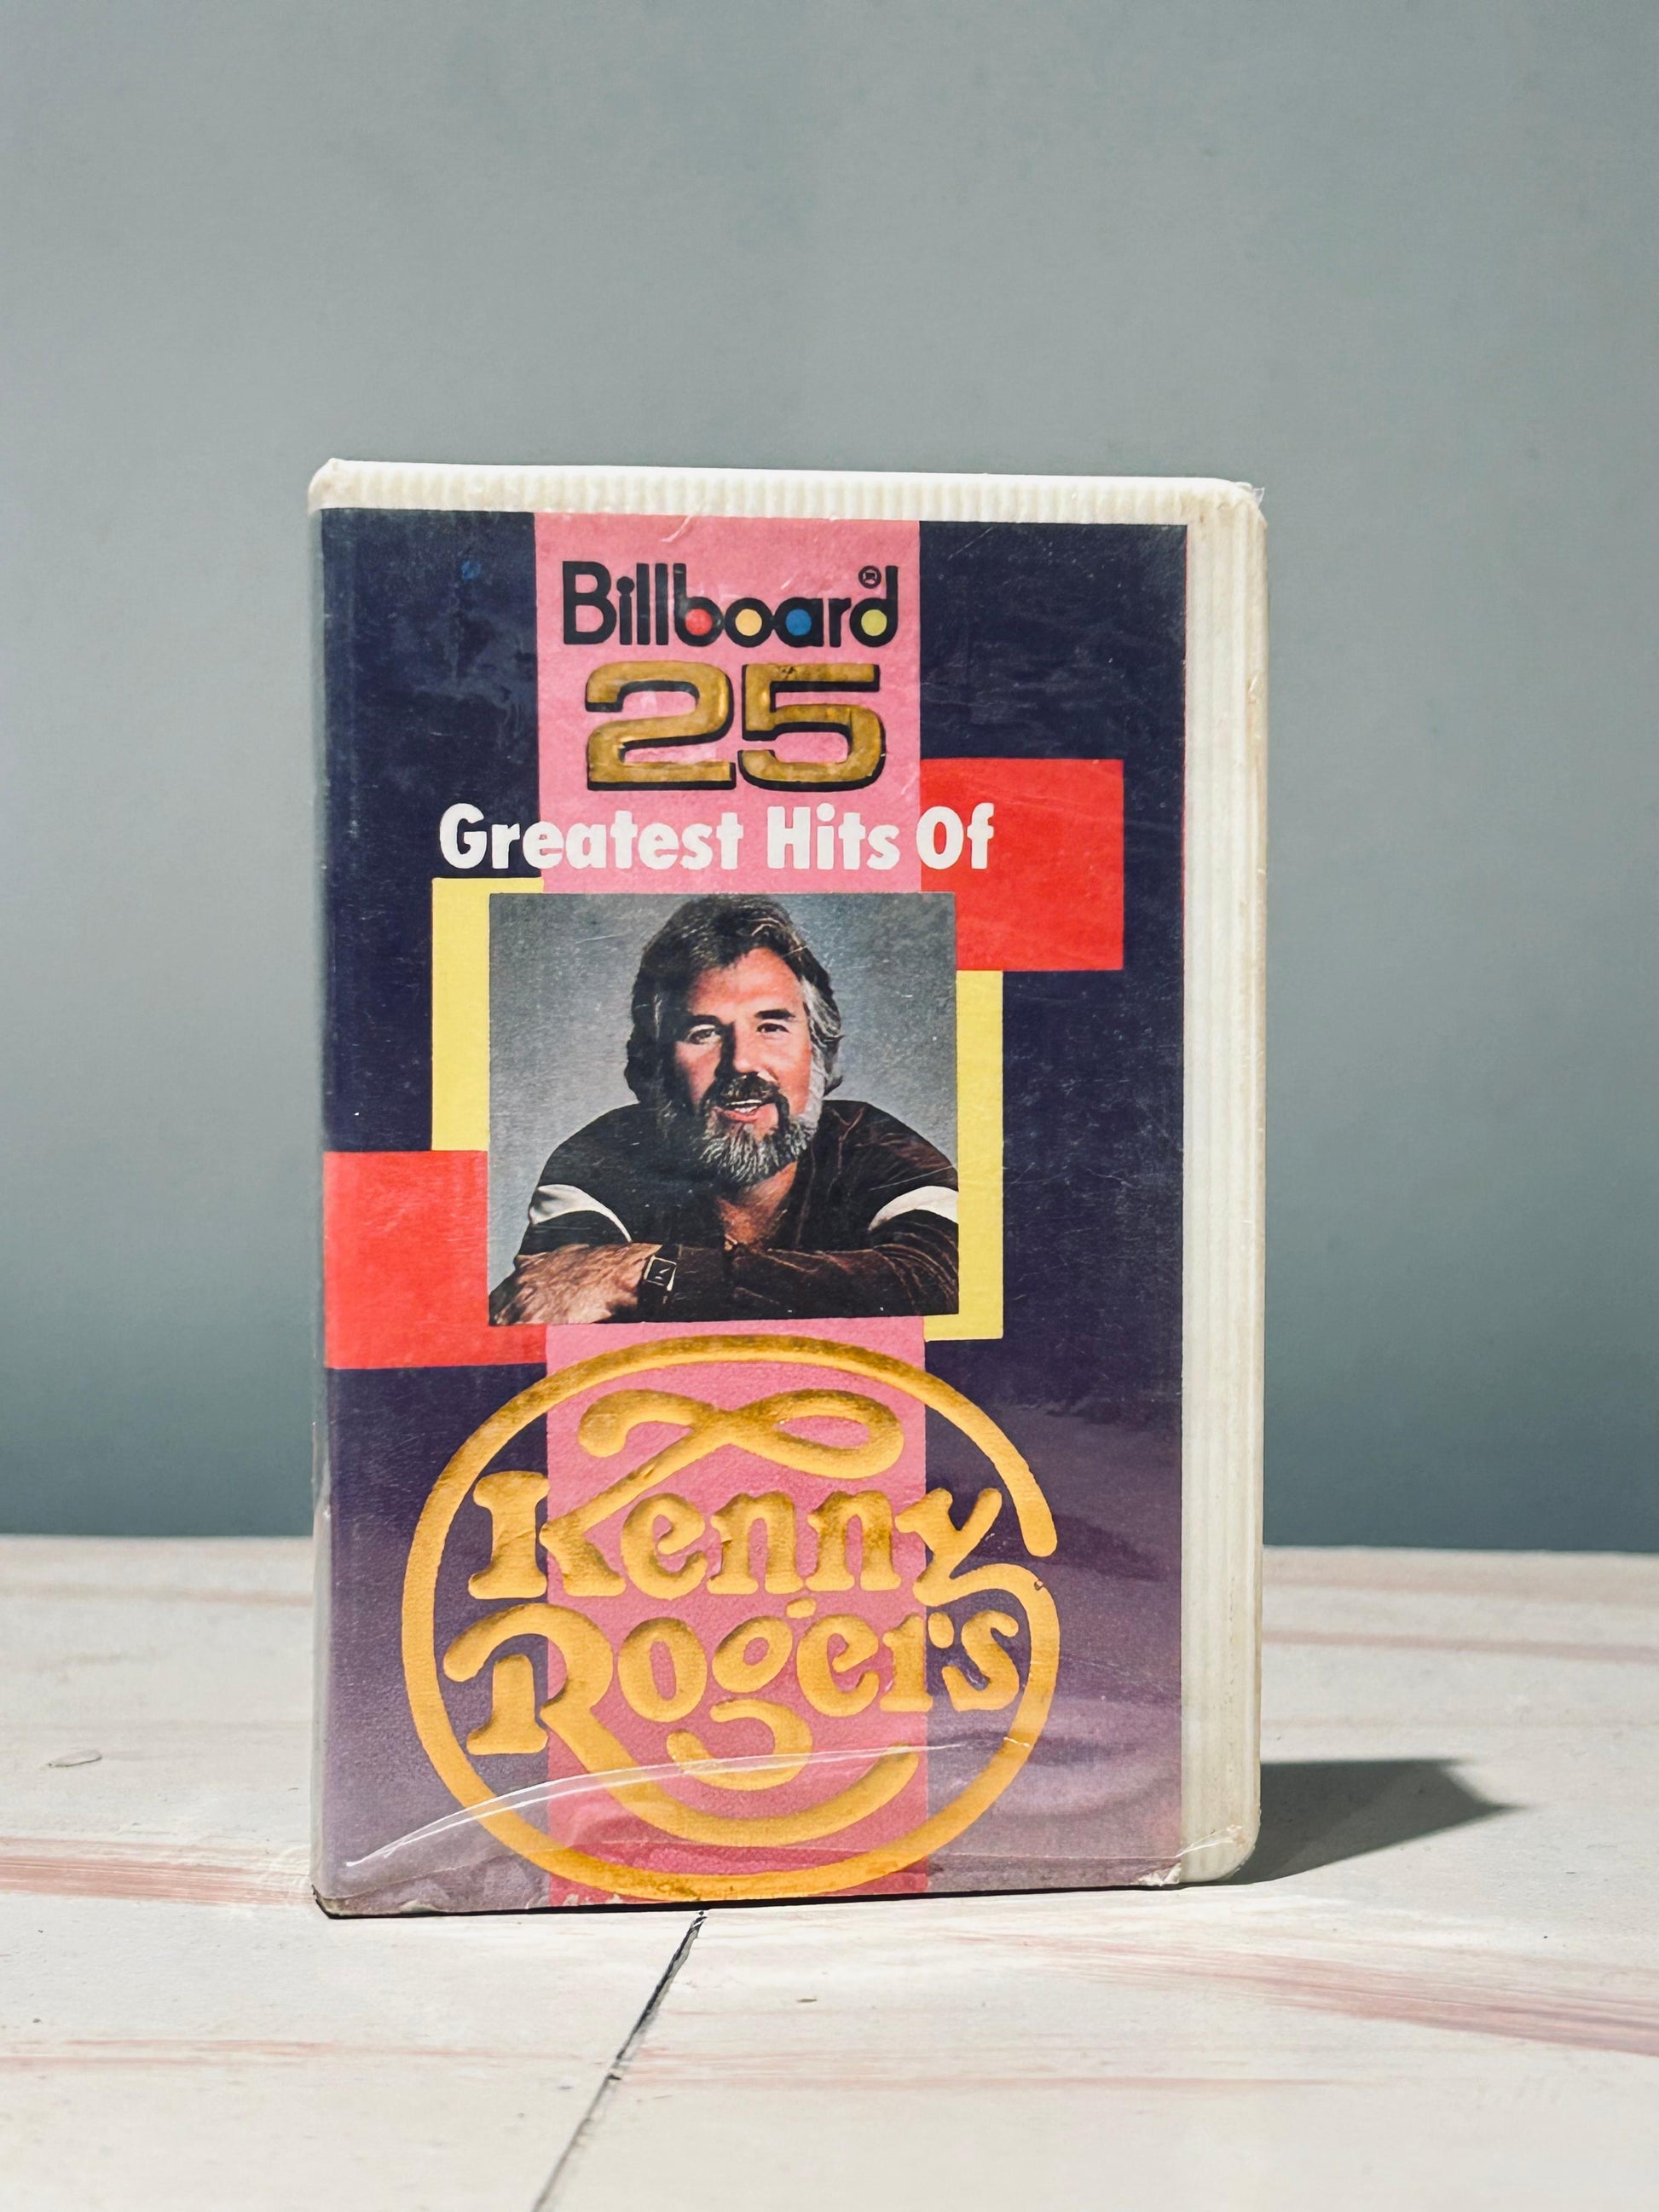 Billboard®
25
Greatest Hits Of
Kenny
Rogers